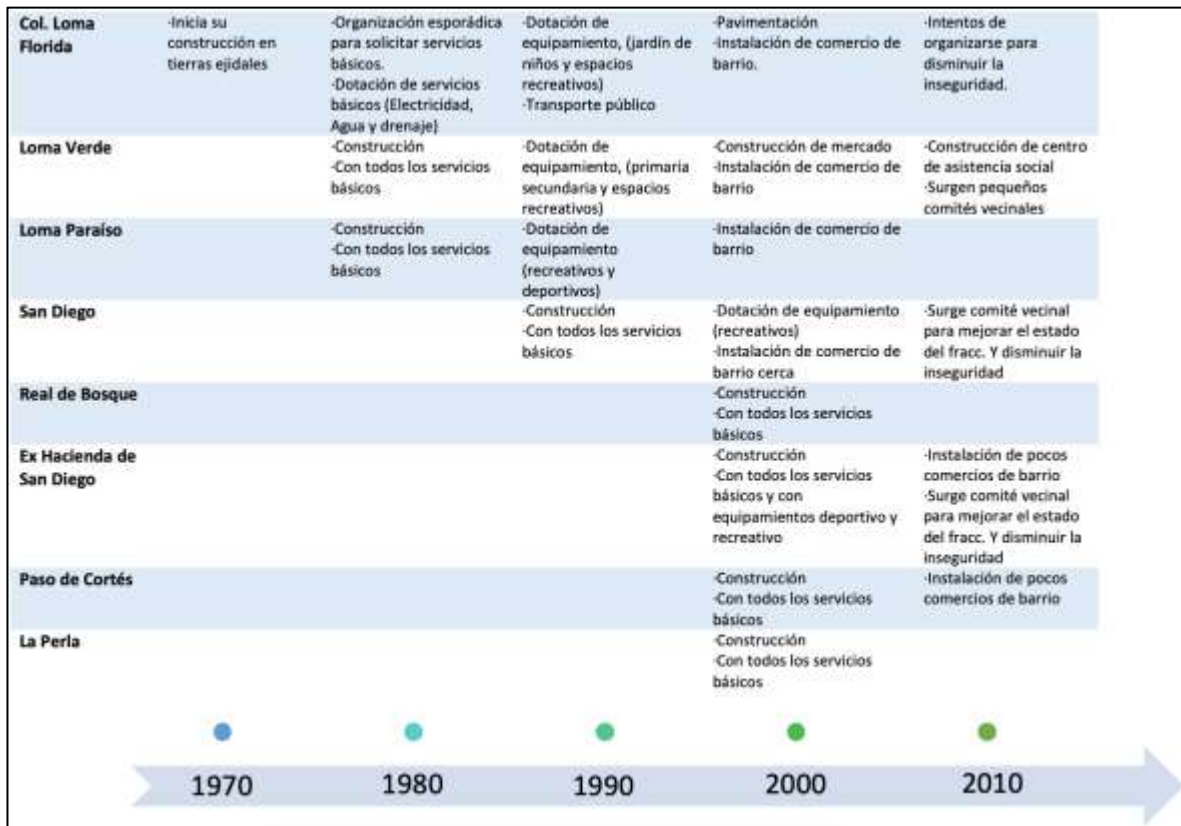 Col. Loma
Florida
·Inicia su
construcción en
tierras ejidales
·Organización esporádica
para solicitar servicios
básicos.
·Dotación de servicios
básicos (Electricidad,
Agua y drenaje)
·Dotación de
equipamiento, (jardín de
niños y espacios
recreativos)
·Transporte público
·Pavimentación
·Instalación de comercio de
barrio.
·Intentos de
organizarse para
disminuir la
inseguridad.
Loma Verde
·Construcción
·Con todos los servicios
básicos
·Dotación de
equipamiento, (primaria
secundaria y espacios
recreativos)
·Construcción de mercado
·Instalación de comercio de
barrio
·Construcción de centro
de asistencia social
·Surgen pequeños
comités vecinales
Loma Paraíso
·Construcción
·Con todos los servicios
básicos
·Dotación de
equipamiento
(recreativos y
deportivos)
·Instalación de comercio de
barrio
San Diego
·Construcción
·Con todos los servicios
básicos
·Dotación de equipamiento
(recreativos)
·Instalación de comercio de
barrio cerca
·Surge comité vecinal
para mejorar el estado
del fracc. Y disminuir la
inseguridad
Real de Bosque
·Construcción
·Con todos los servicios
básicos
Ex Hacienda de
San Diego
·Construcción
·Con todos los servicios
básicos y con
equipamientos deportivo y
recreativo
·Instalación de pocos
comercios de barrio
·Surge comité vecinal
para mejorar el estado
del fracc. Y disminuir la
inseguridad
Paso de Cortés
·Construcción
·Con todos los servicios
básicos
·Instalación de pocos
comercios de barrio
La Perla
·Construcción
·Con todos los servicios
básicos
1970 1980 1990 2000 2010